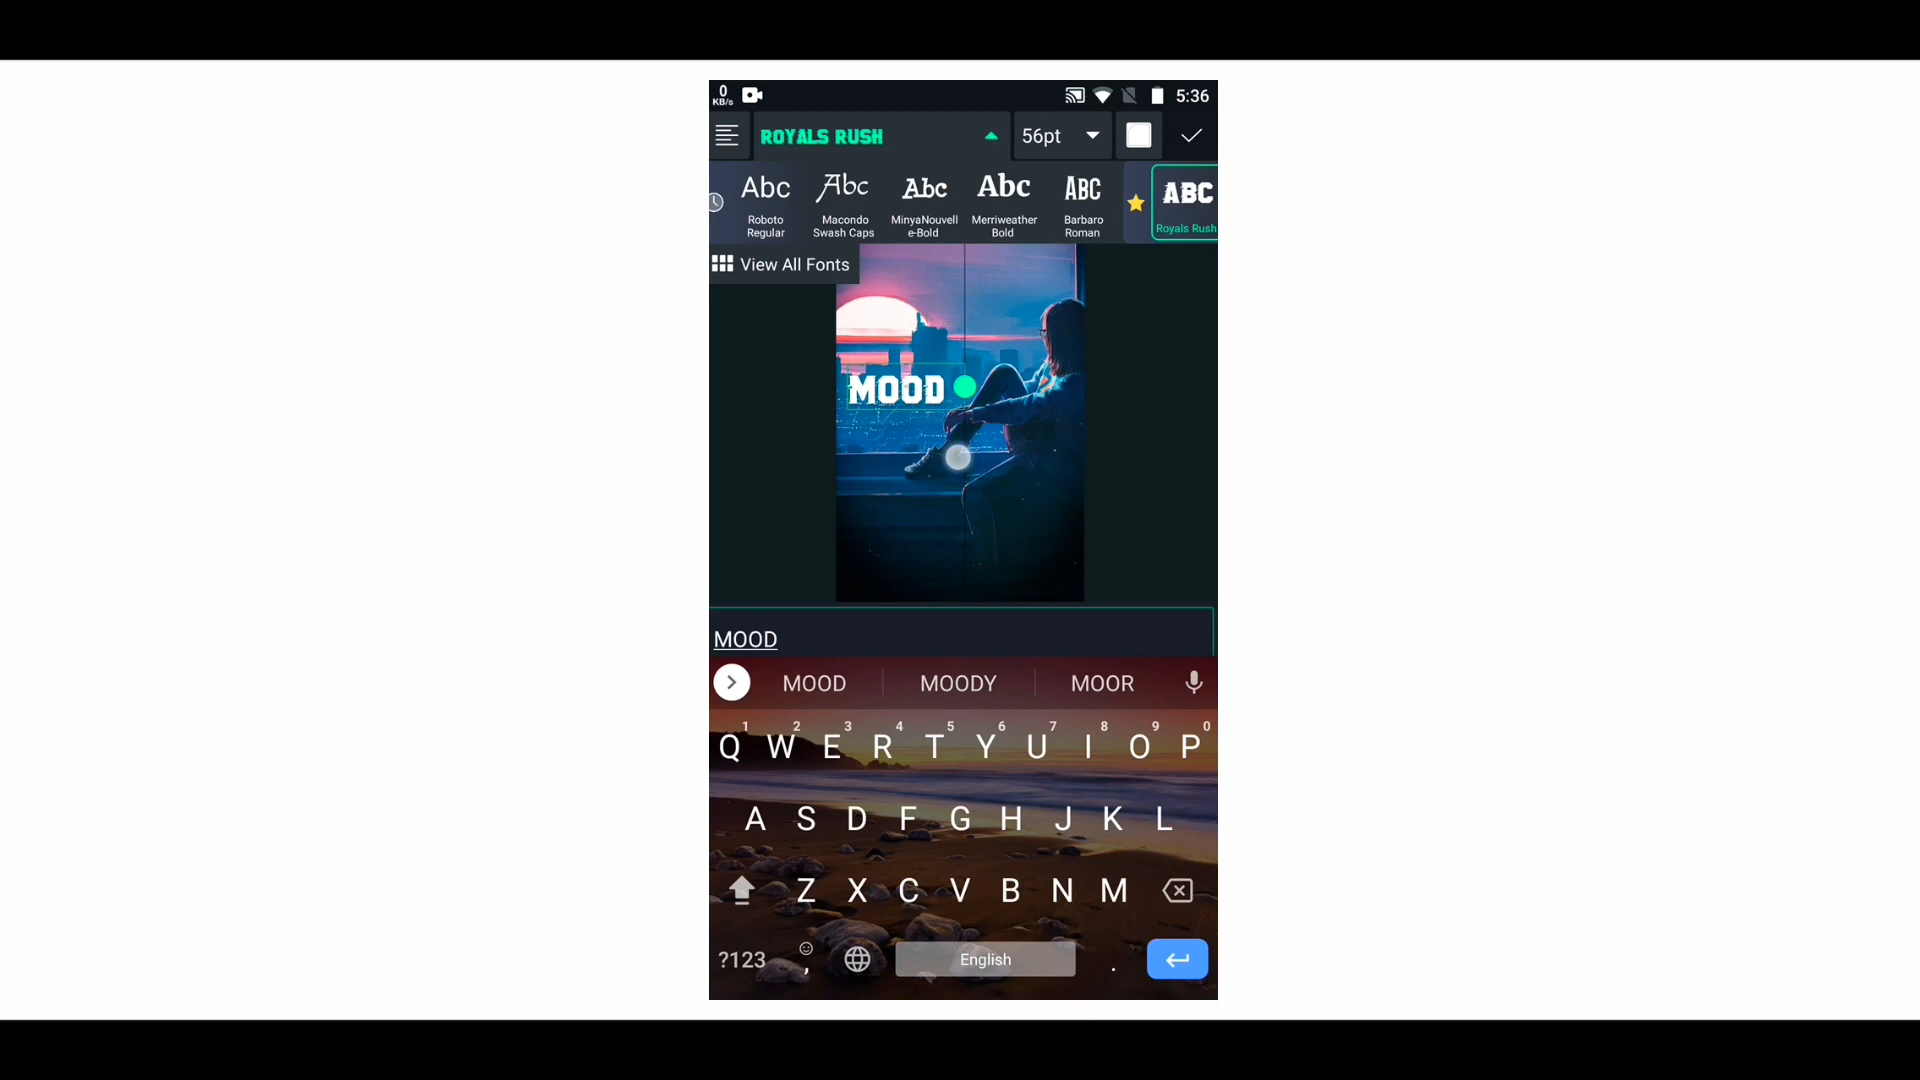 0
KB/s
5:36
ROYALS RUSH
56pt
Abc
Abc
Abc
Abc
ABC
ABC
Roboto
Regular
Macondo
Swash Caps
MinyaNouvell
e-Bold
Merriweather
Bold
Barbaro
Roman
Royals Rush
View All Fonts
MOOD
MOOD
MOOD MOODY MOOR
1 2 3 4 5 6 7 8 9 0
Q W E R T Y U I O P
A S D F G H J K L
Z X C V B N M
?123 , English .